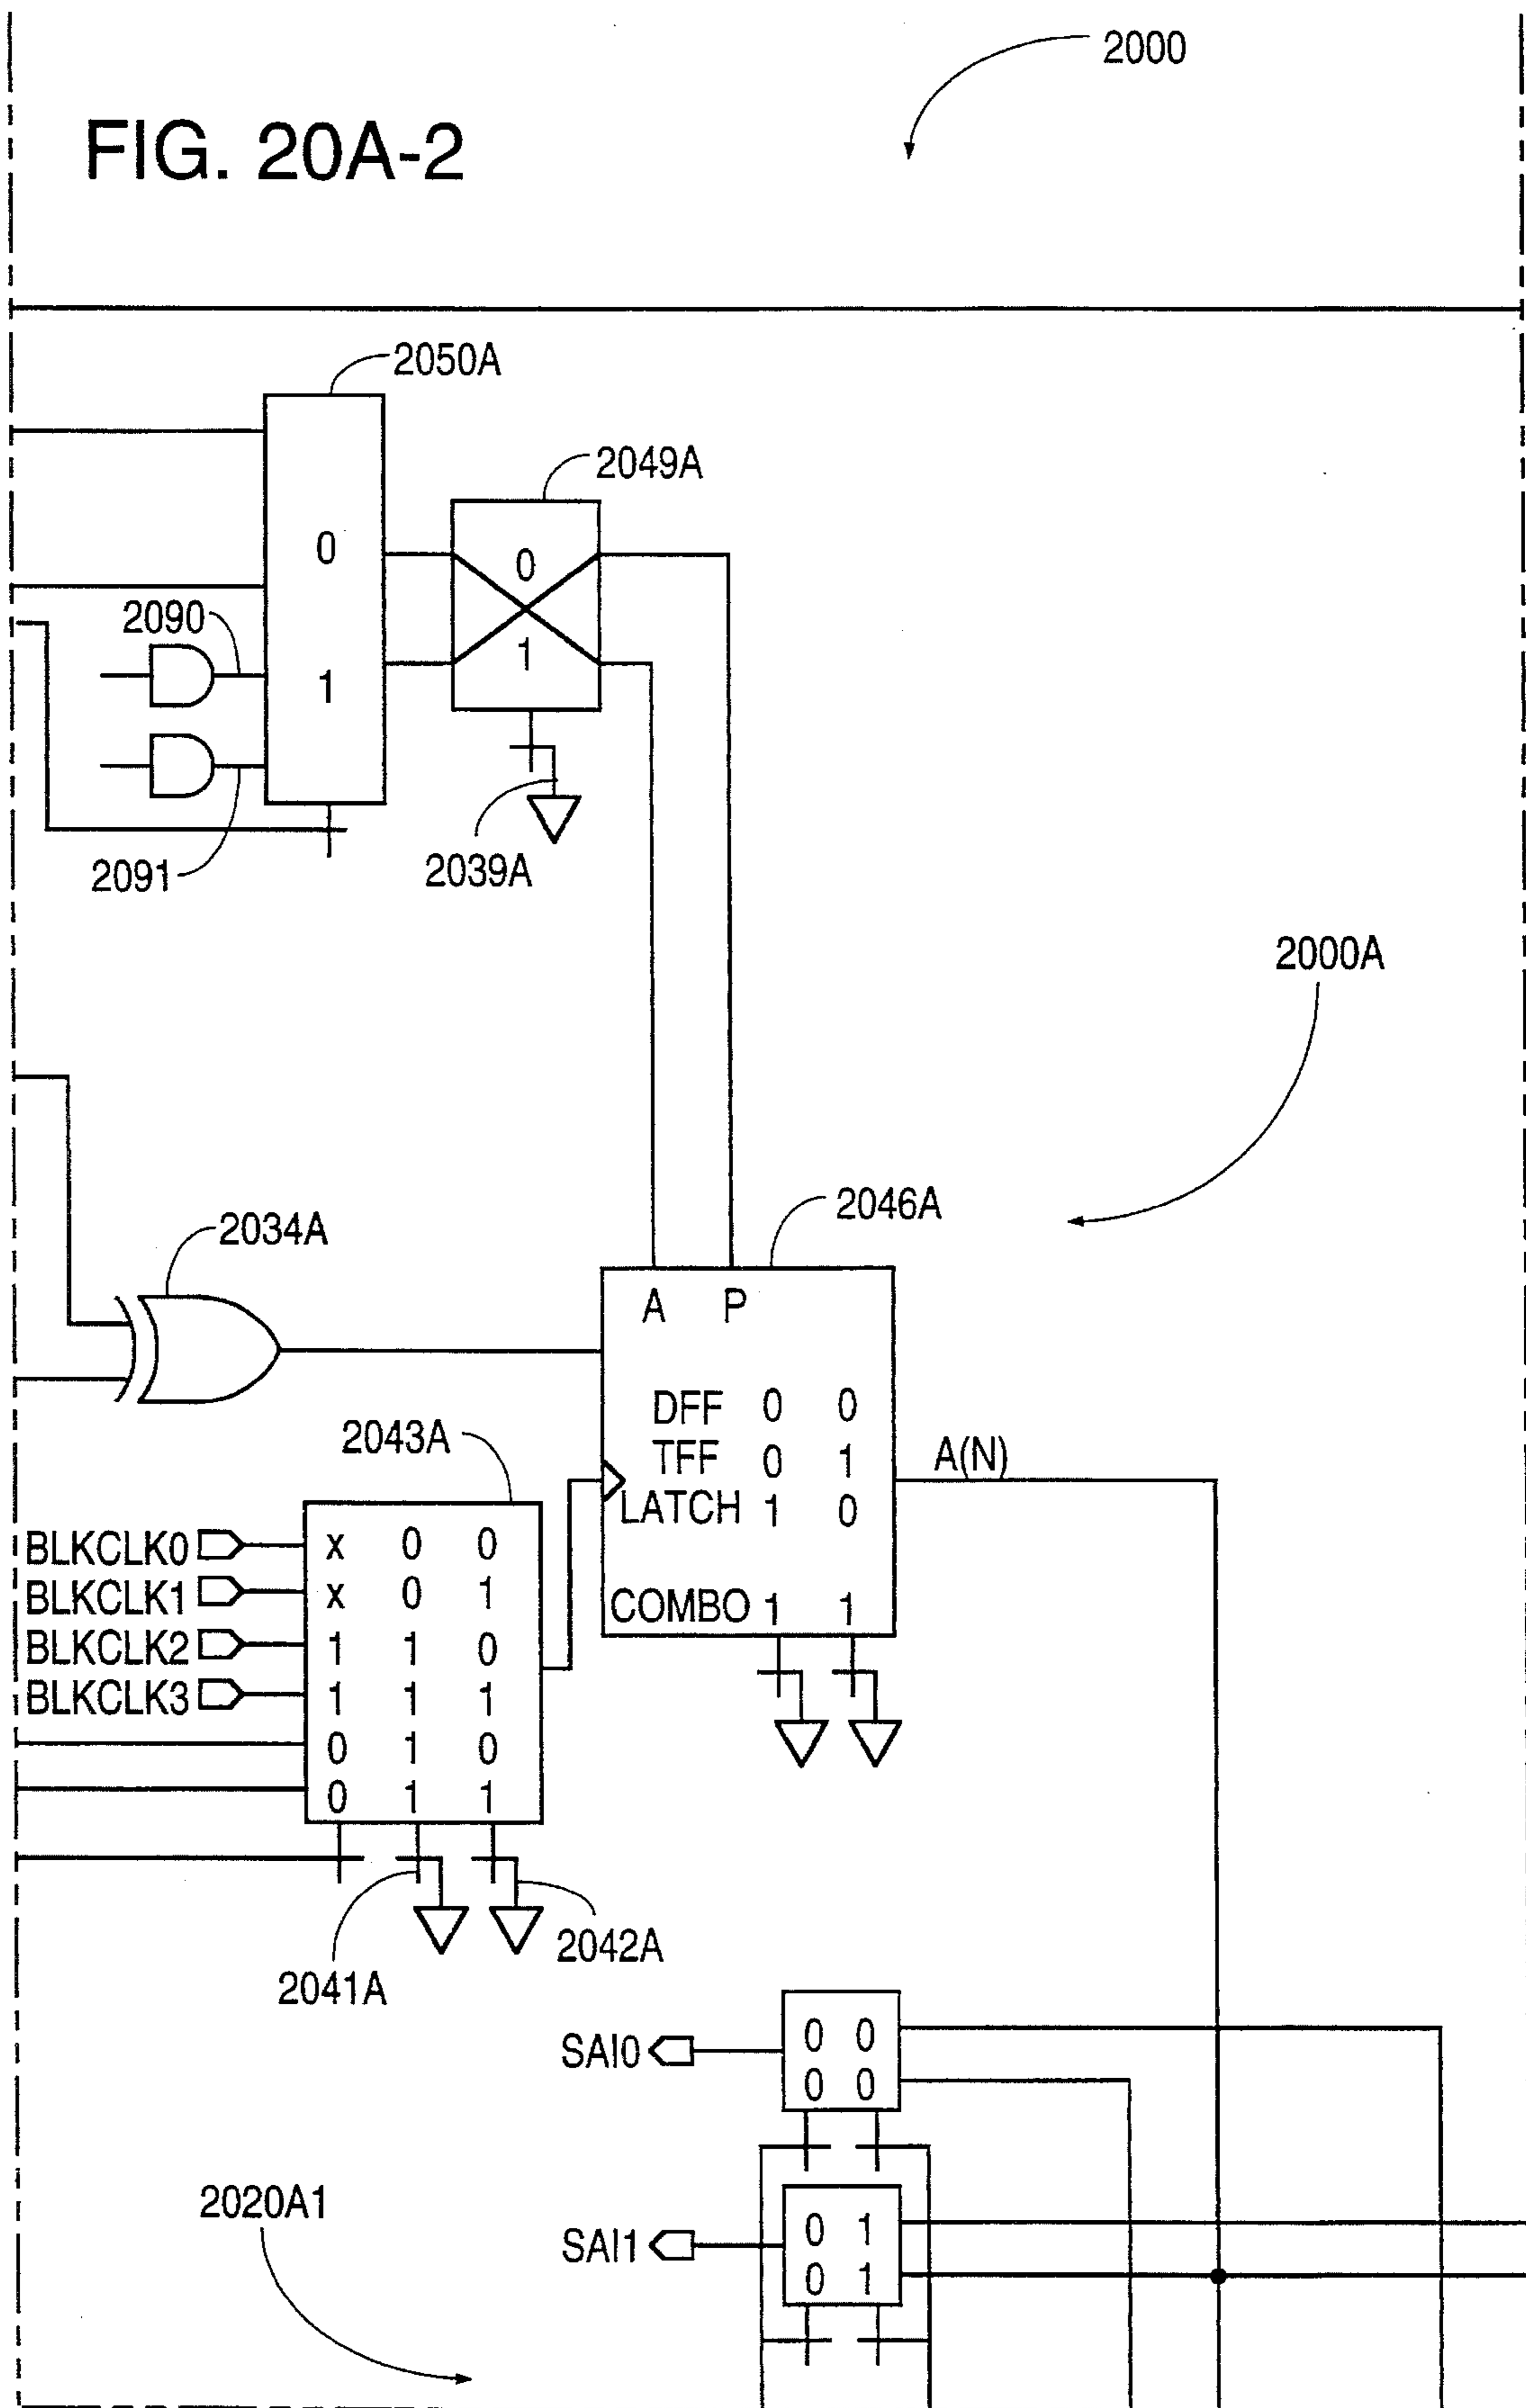 2000
FIG. 20A-2
2050A
2049A
0
0
2090
1
1
2091
2039A
2000A
2046A
2034A
A P
DFF 0 0
2043A
TFF 0 1
A(N)
LATCH 1 0
BLKCLK0 x 0 0
BLKCLK1 x 0 1
COMBO 1 1
BLKCLK2 1 1 0
BLKCLK3 1 1 1
0 1 0
0 1 1
2042A
2041A
SAI0 0 0
0 0
2020A1
SAI1 0 1
0 1